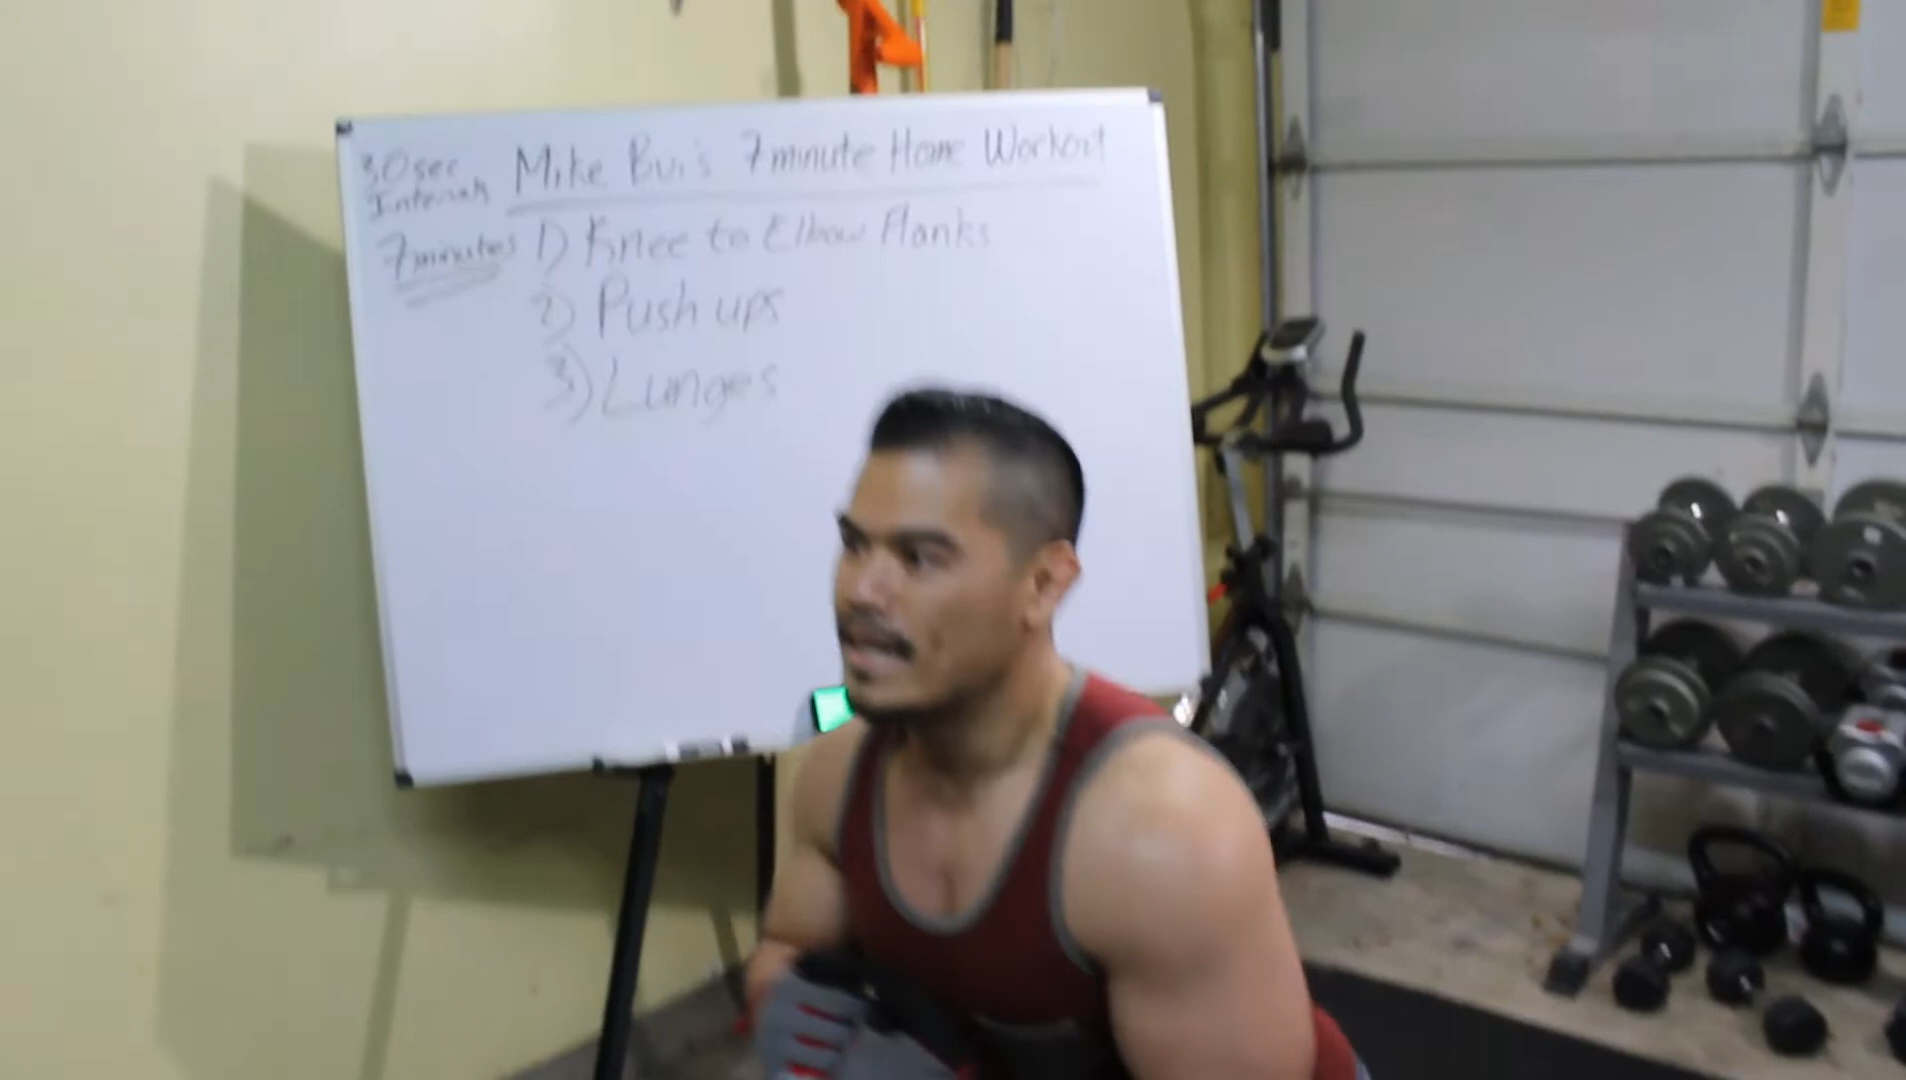 30sec
Intervals
7minutes
Mike Bui's 7minute Home Workout
1) Knee to Elbow Planks
2) Push ups
3) Lunges